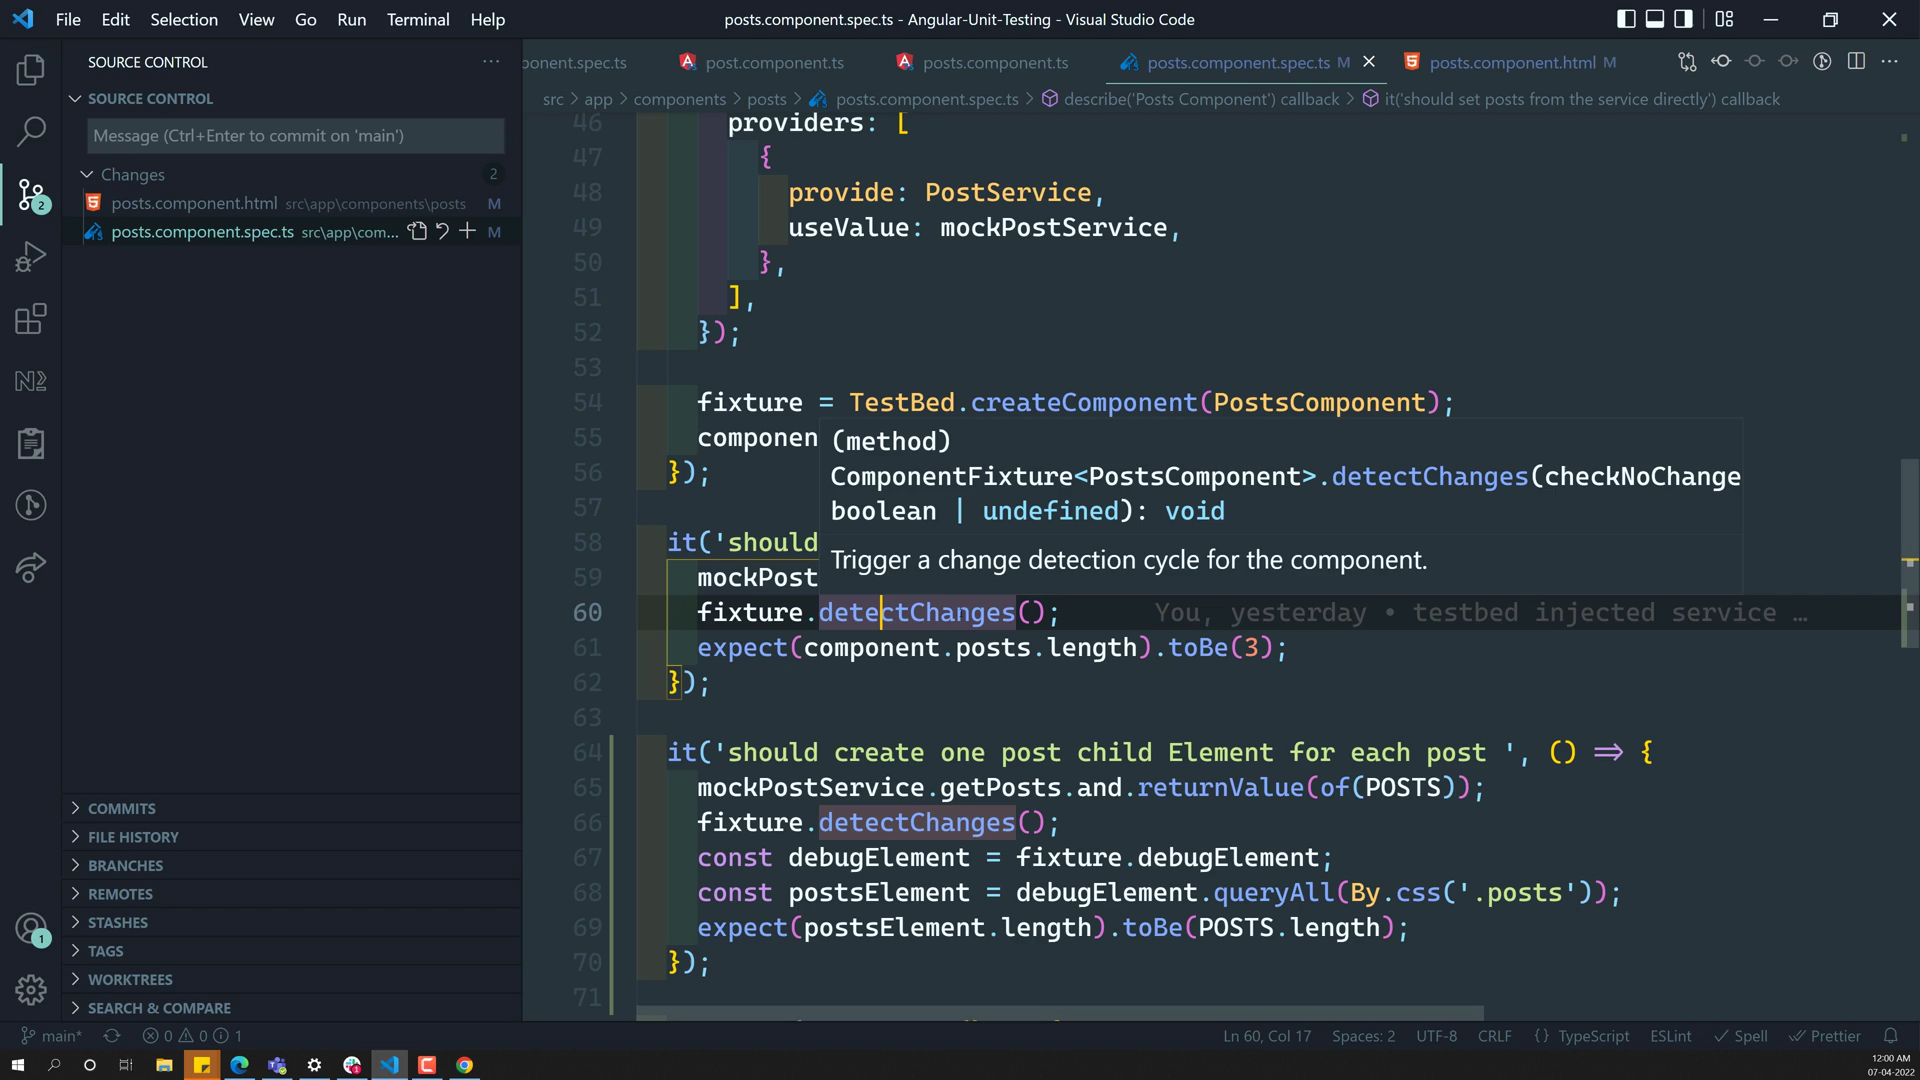 File Edit Selection View Go Run Terminal Help
posts.component.spec.ts - Angular-Unit-Testing - Visual Studio Code
SOURCE CONTROL
SOURCE CONTROL
Message (Ctrl+Enter to commit on 'main')
Changes 2
posts.component.html src\app\components\posts M
posts.component.spec.ts src\app\com... M
2
1
COMMITS
FILE HISTORY
BRANCHES
REMOTES
STASHES
TAGS
WORKTREES
SEARCH & COMPARE
ponent.spec.ts post.component.ts posts.component.ts posts.component.spec.ts M posts.component.html M
src > app > components > posts > posts.component.spec.ts > describe('Posts Component') callback > it('should set posts from the service directly') callback
46 providers: [
47 {
48 provide: PostService,
49 useValue: mockPostService,
50 },
51 ],
52 });
53
54 fixture = TestBed.createComponent(PostsComponent);
55 componen
56 });
57
58 it('should
59 mockPost
60 fixture.detectChanges(); You, yesterday • testbed injected service …
61 expect(component.posts.length).toBe(3);
62 });
63
64 it('should create one post child Element for each post ', () => {
65 mockPostService.getPosts.and.returnValue(of(POSTS));
66 fixture.detectChanges();
67 const debugElement = fixture.debugElement;
68 const postsElement = debugElement.queryAll(By.css('.posts'));
69 expect(postsElement.length).toBe(POSTS.length);
70 });
71
(method)
ComponentFixture<PostsComponent>.detectChanges(checkNoChange
boolean | undefined): void
Trigger a change detection cycle for the component.
main* 0 0 1 Ln 60, Col 17 Spaces: 2 UTF-8 CRLF {} TypeScript ESLint Spell Prettier
12:00 AM
07-04-2022